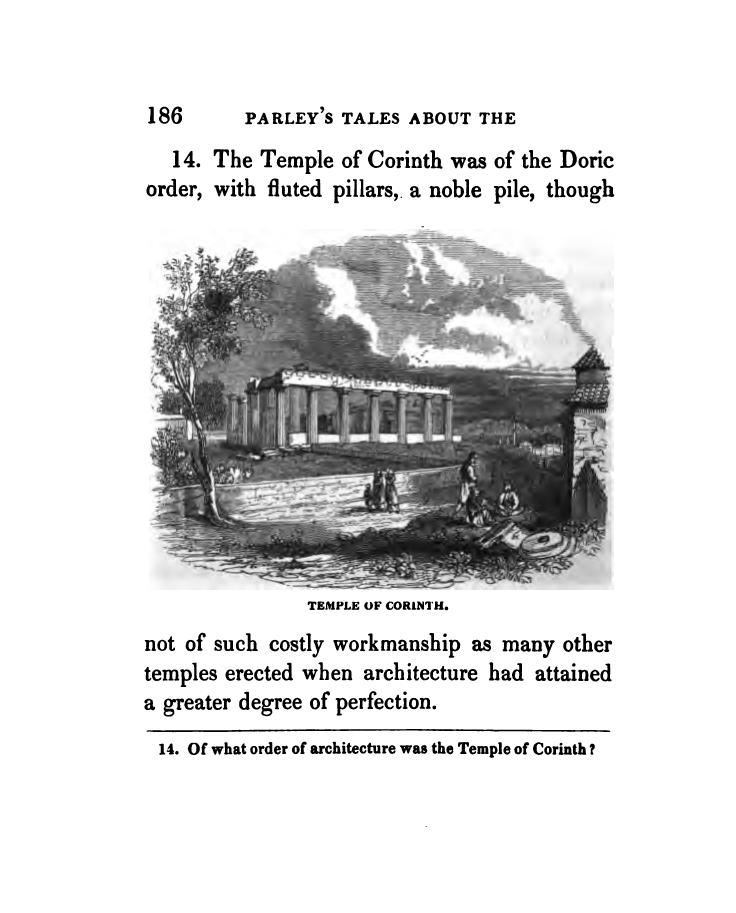 186 PARLEY'S TALES ABOUT THE
14. The Temple of Corinth was of the Doric
order, with fluted pillars, a noble pile, though
TEMPLE OF CORINTH.
not of such costly workmanship as many other
temples erected when architecture had attained
a greater degree of perfection.
14. Of what order of architecture was the Temple of Corinth?